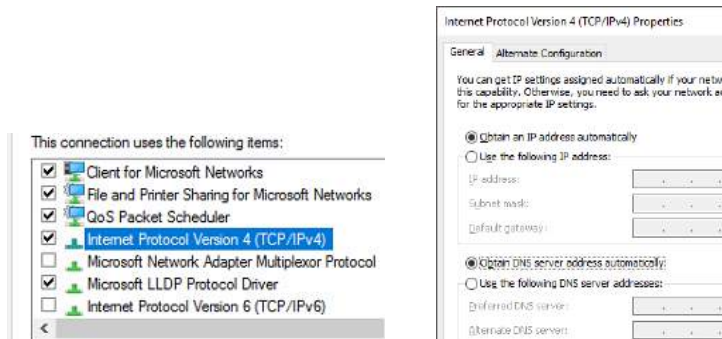 This connection uses the following items:
Client for Microsoft Networks
File and Printer Sharing for Microsoft Networks
QoS Packet Scheduler
Internet Protocol Version 4 (TCP/IPv4)
Microsoft Network Adapter Multiplexor Protocol
Microsoft LLDP Protocol Driver
Internet Protocol Version 6 (TCP/IPv6)
Internet Protocol Version 4 (TCP/IPv4) Properties
General Alternate Configuration
You can get IP settings assigned automatically if your netw
this capability. Otherwise, you need to ask your network a
for the appropriate IP settings.
Obtain an IP address automatically
Use the following IP address:
IP address:
Subnet mask:
Default gateway:
Obtain DNS server address automatically
Use the following DNS server addresses:
Preferred DNS server:
Alternate DNS server: